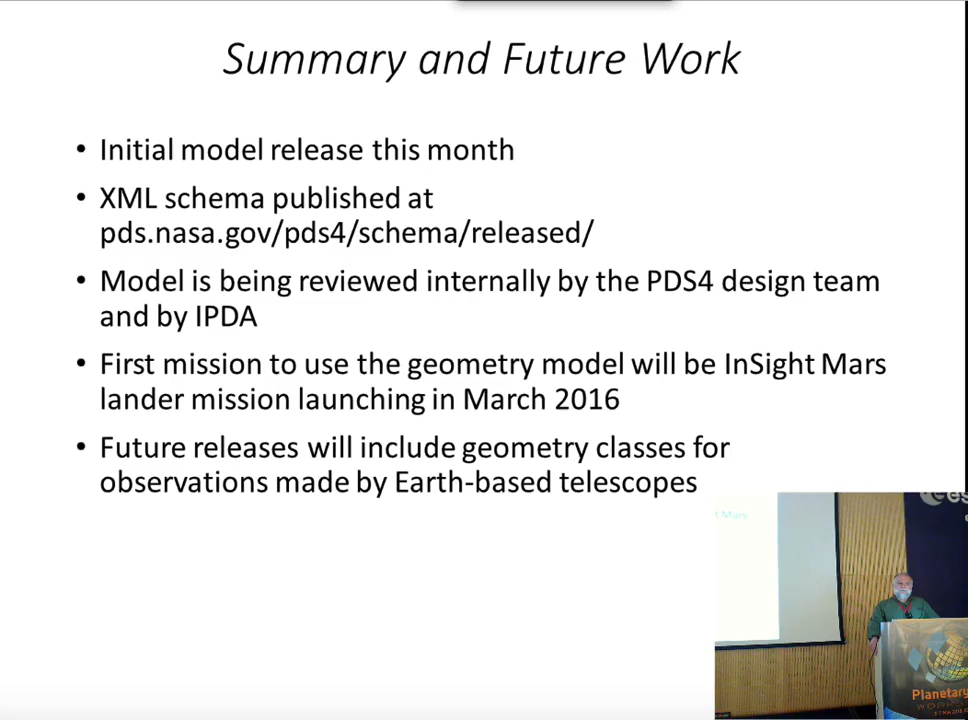 Summary and Future Work
• Initial model release this month
• XML schema published at
pds.nasa.gov/pds4/schema/released/
• Model is being reviewed internally by the PDS4 design team
and by IPDA
• First mission to use the geometry model will be InSight Mars
lander mission launching in March 2016
• Future releases will include geometry classes for
observations made by Earth-based telescopes
Mars
es
Planetary